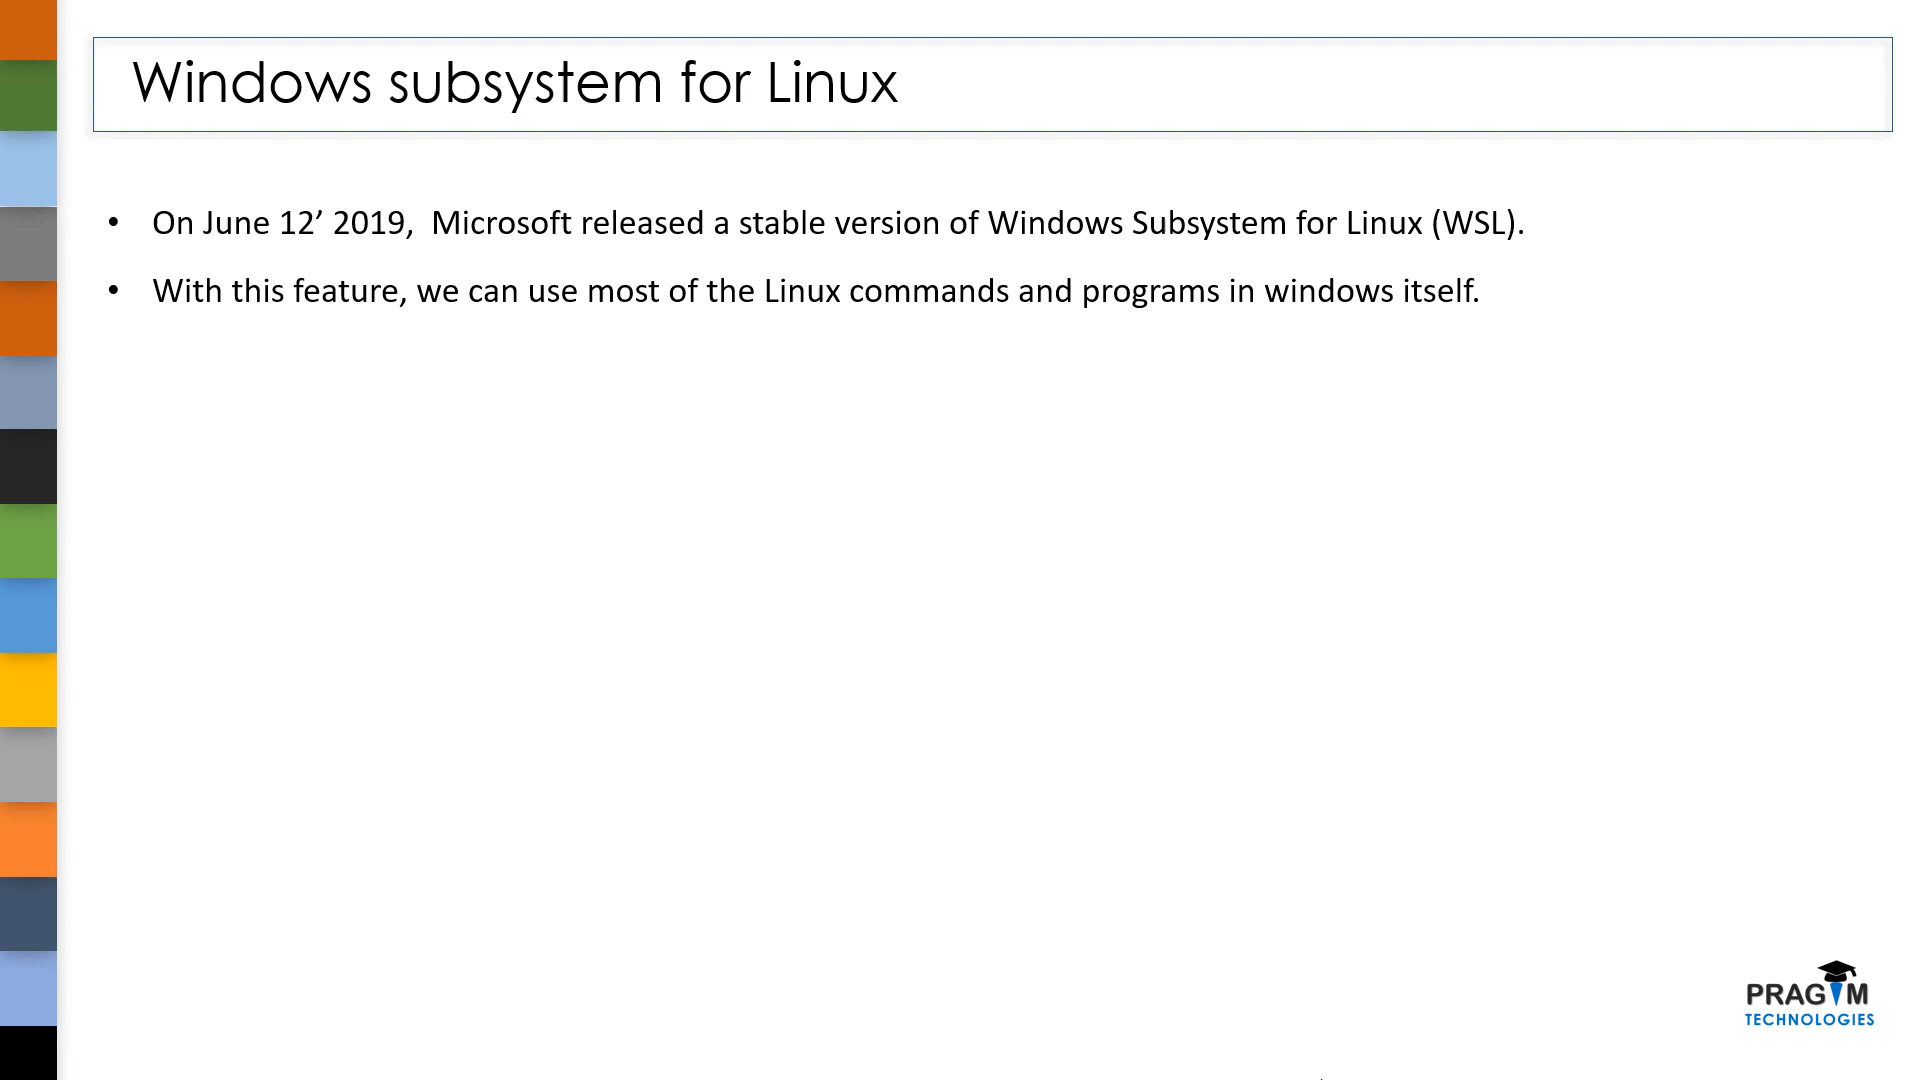 Windows subsystem for Linux
• On June 12’ 2019, Microsoft released a stable version of Windows Subsystem for Linux (WSL).
• With this feature, we can use most of the Linux commands and programs in windows itself.
PRAGIM
TECHNOLOGIES